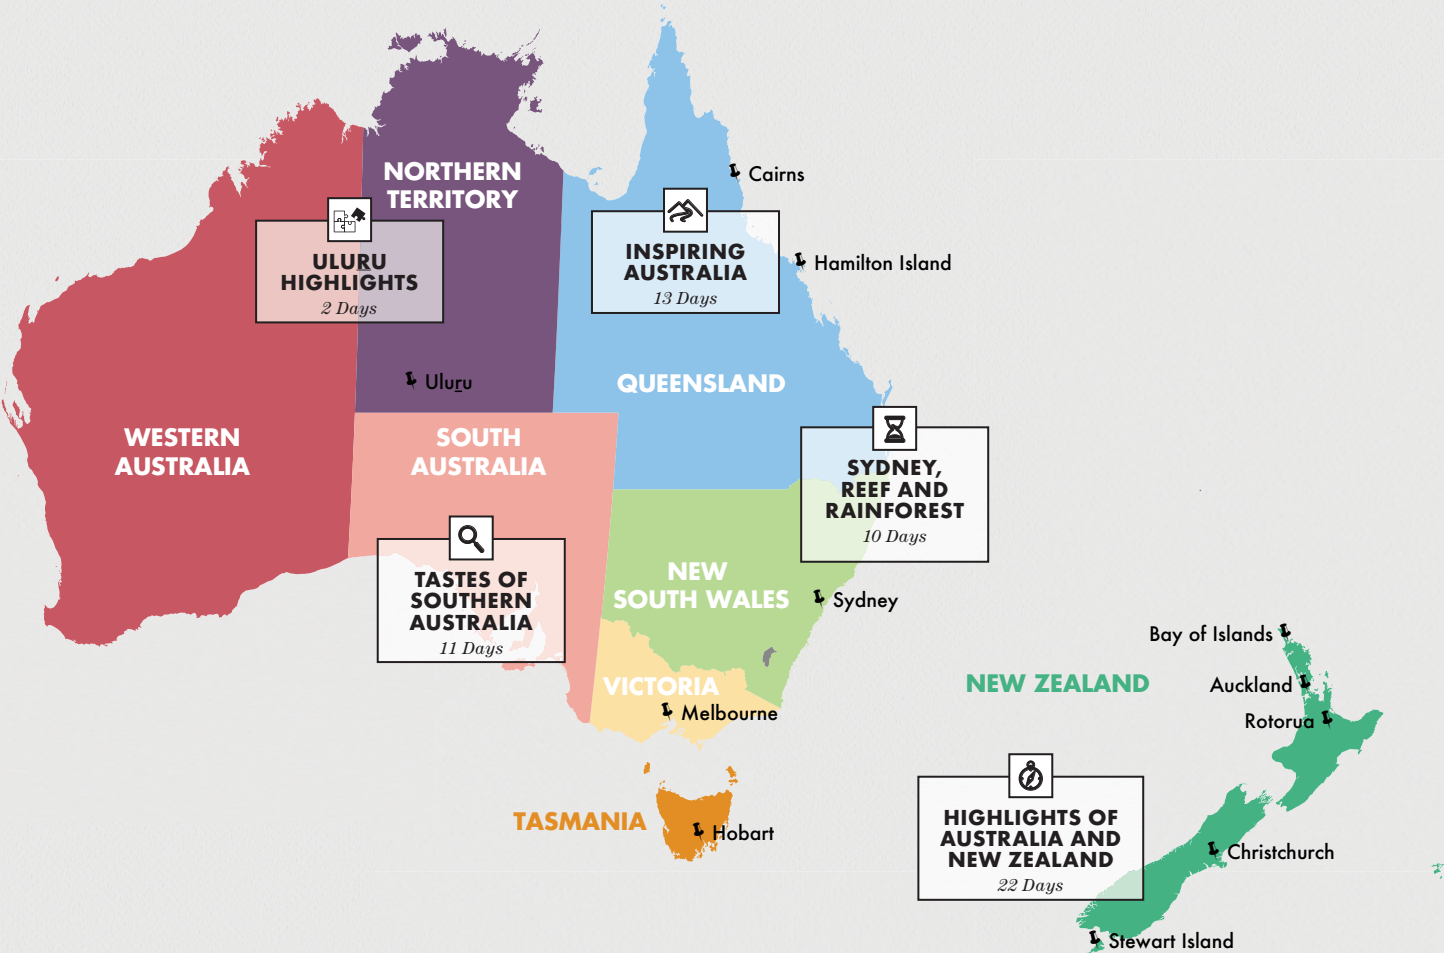 NORTHERN
TERRITORY
Cairns
ULUṞU
HIGHLIGHTS
2 Days
INSPIRING
AUSTRALIA
13 Days
Hamilton Island
Uluṟu
QUEENSLAND
WESTERN
AUSTRALIA
SOUTH
AUSTRALIA
SYDNEY,
REEF AND
RAINFOREST
10 Days
TASTES OF
SOUTHERN
AUSTRALIA
11 Days
NEW
SOUTH WALES
Sydney
VICTORIA
Melbourne
TASMANIA
Hobart
NEW ZEALAND
Bay of Islands
Auckland
Rotorua
HIGHLIGHTS OF
AUSTRALIA AND
NEW ZEALAND
22 Days
Christchurch
Stewart Island